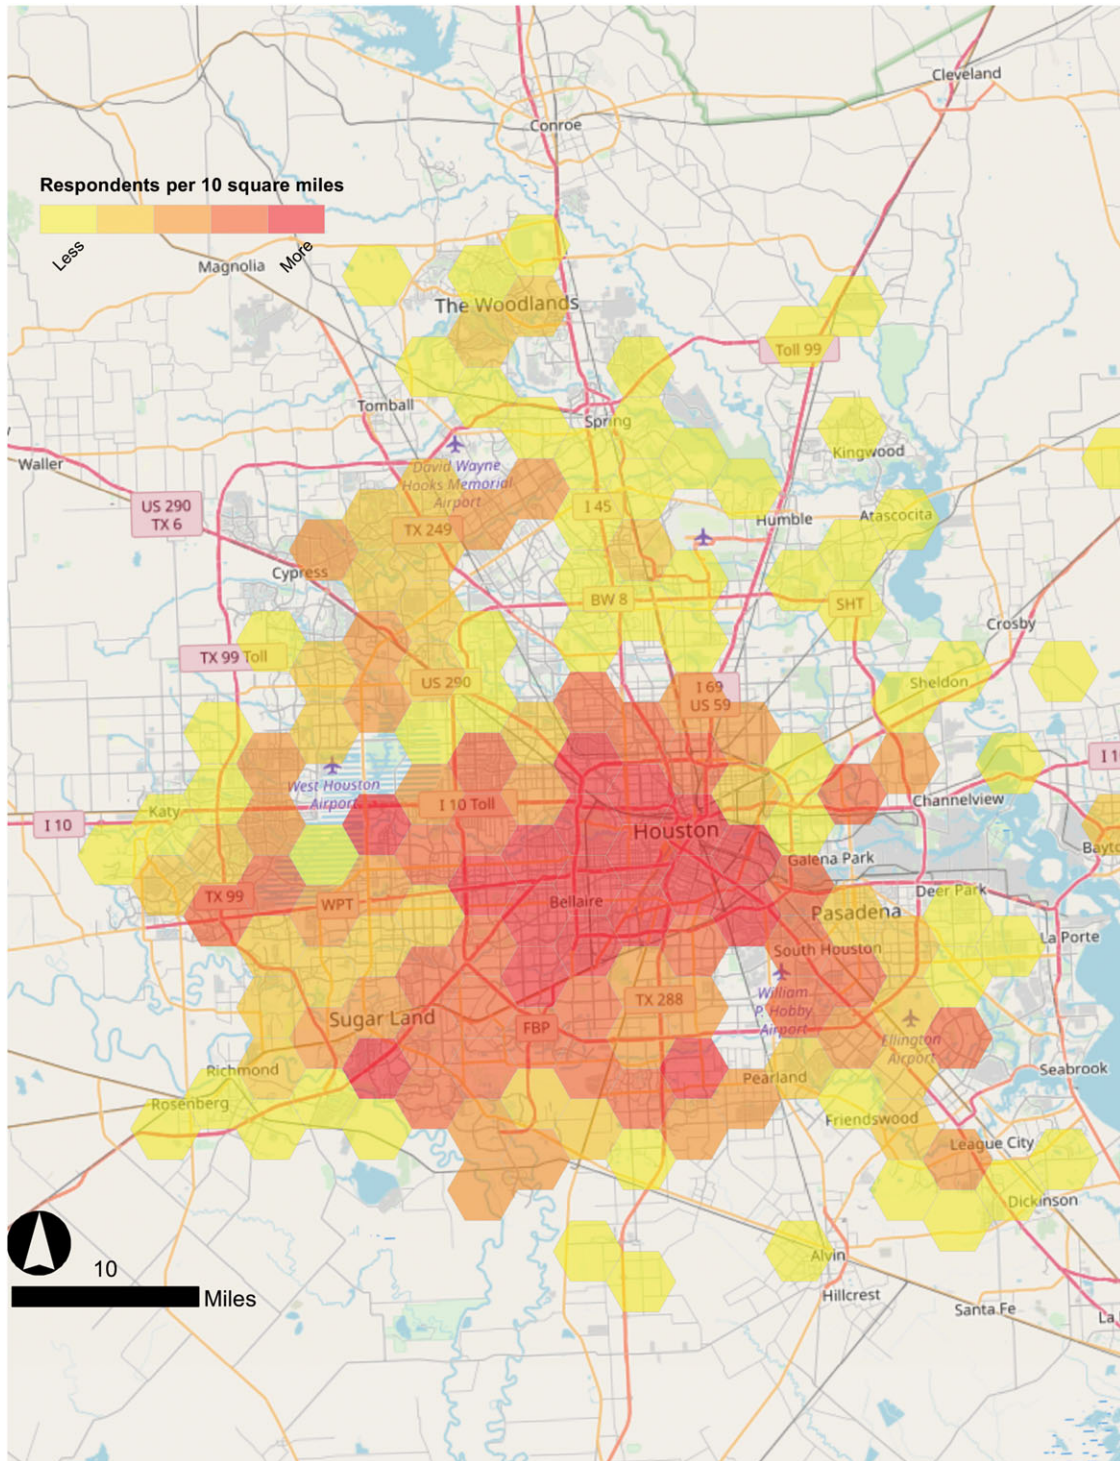 Cleveland
Conroe
Respondents per 10 square miles
Less
More
Magnolia
The Woodlands
Toll 99
Tomball
Spring
Kingwood
Waller
David Wayne
Hooks Memorial
Airport
US 290
TX 6
I 45
Humble
Atascocita
TX 249
Cypress
BW 8
SHT
Crosby
TX 99 Toll
US 290
I 69
US 59
Sheldon
West Houston
Airport
I 10 Toll
Channelview
I 1
Katy
I 10
Houston
Galena Park
Bayto
TX 99
WPT
Bellaire
Deer Park
Pasadena
La Porte
South Houston
William
P. Hobby
Airport
TX 288
Sugar Land
FBP
Ellington
Airport
Richmond
Pearland
Seabrook
Rosenberg
Friendswood
League City
Dickinson
Alvin
10
Miles
Hillcrest
Santa Fe
La